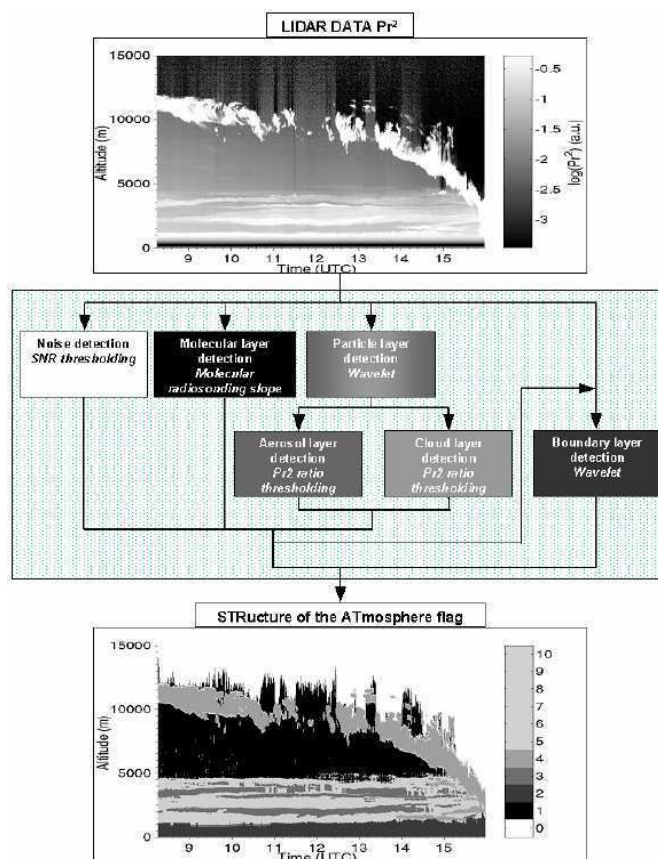 LIDAR DATA Pr²
15000
10000
5000
0
Altitude (m)
9 10 11 12 13 14 15
Time (UTC)
-0.5
-1
-1.5
-2
-2.5
-3
log(Pr²) (a.u.)
Noise detection
SNR thresholding
Molecular layer
detection
Molecular
radiosonding slope
Particle layer
detection
Wavelet
Aerosol layer
detection
Pr2 ratio
thresholding
Cloud layer
detection
Pr2 ratio
thresholding
Boundary layer
detection
Wavelet
STRucture of the ATmosphere flag
15000
10000
5000
0
Altitude (m)
9 10 11 12 13 14 15
Time (UTC)
10
9
8
7
6
5
4
3
2
1
0